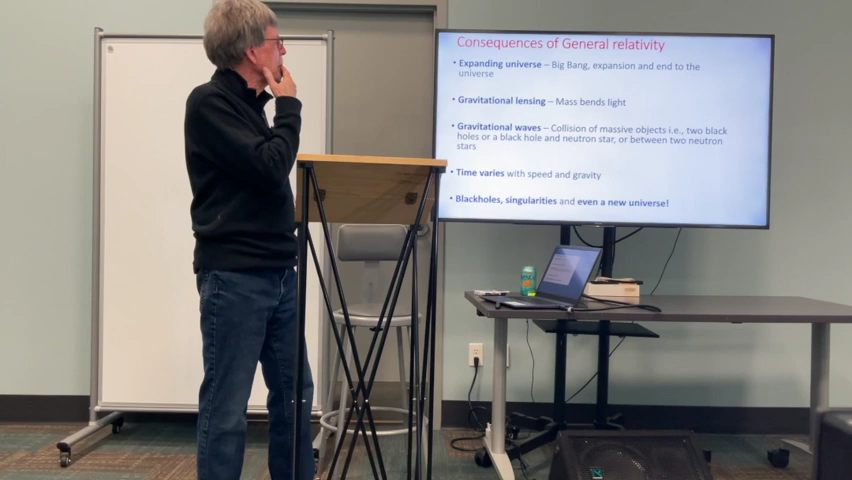 Consequences of General relativity
• Expanding universe – Big Bang, expansion and end to the
universe
• Gravitational lensing – Mass bends light
• Gravitational waves – Collision of massive objects i.e., two black
holes or a black hole and neutron star, or between two neutron
stars
• Time varies with speed and gravity
• Blackholes, singularities and even a new universe!